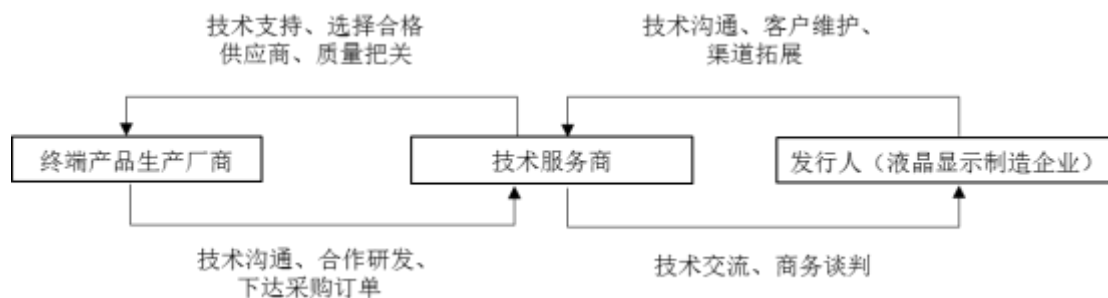 技术支持、选择合格
供应商、质量把关
技术沟通、客户维护、
渠道拓展
终端产品生产厂商
技术服务商
发行人（液晶显示制造企业）
技术沟通、合作研发、
下达采购订单
技术交流、商务谈判